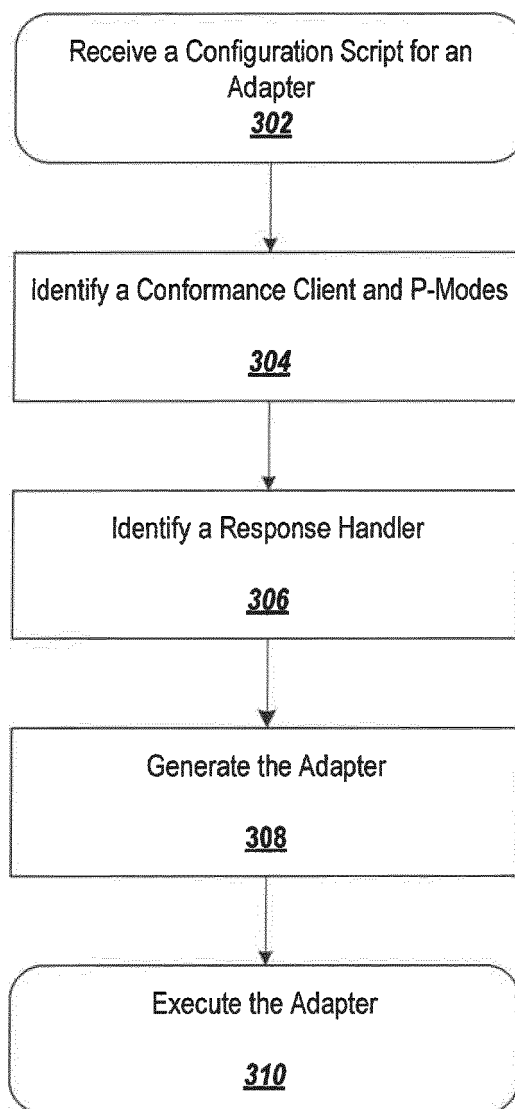 Receive a Configuration Script for an
Adapter
302
Identify a Conformance Client and P-Modes
304
Identify a Response Handler
306
Generate the Adapter
308
Execute the Adapter
310